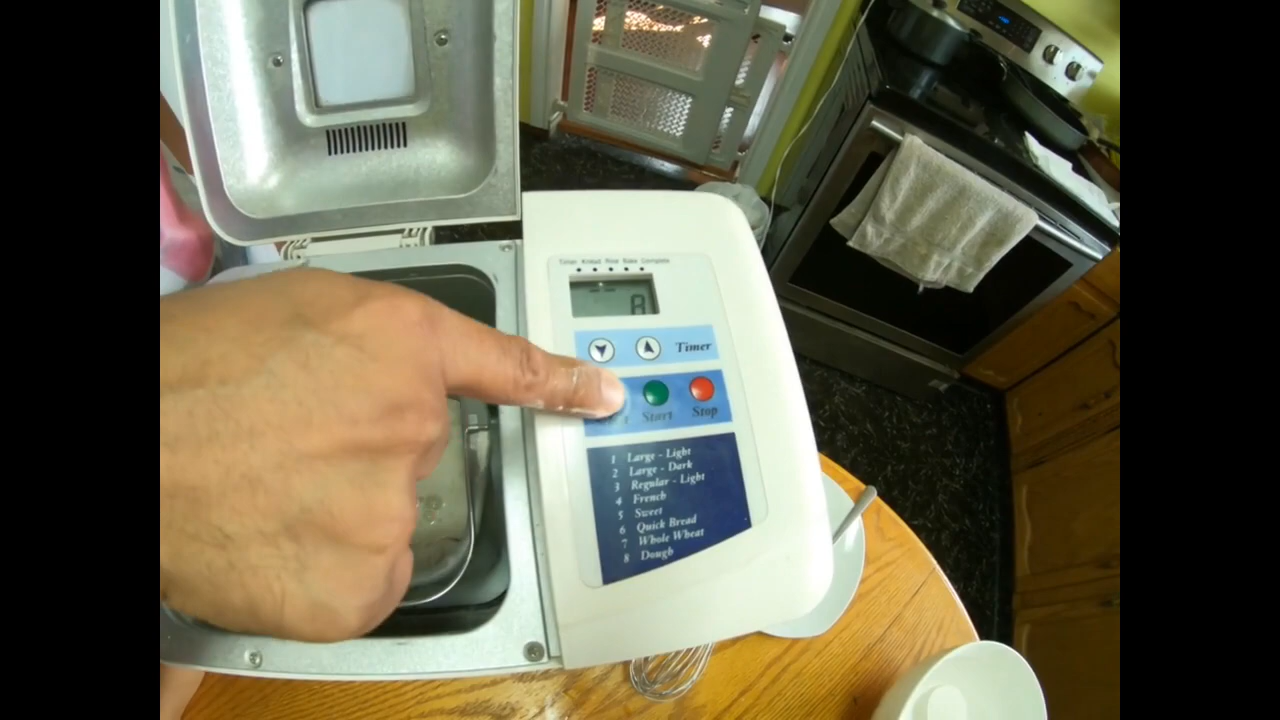 Timer Knead Rise Bake Complete
8
Timer
Start Stop
1 Large - Light
2 Large - Dark
3 Regular - Light
4 French
5 Sweet
6 Quick Bread
7 Whole Wheat
8 Dough